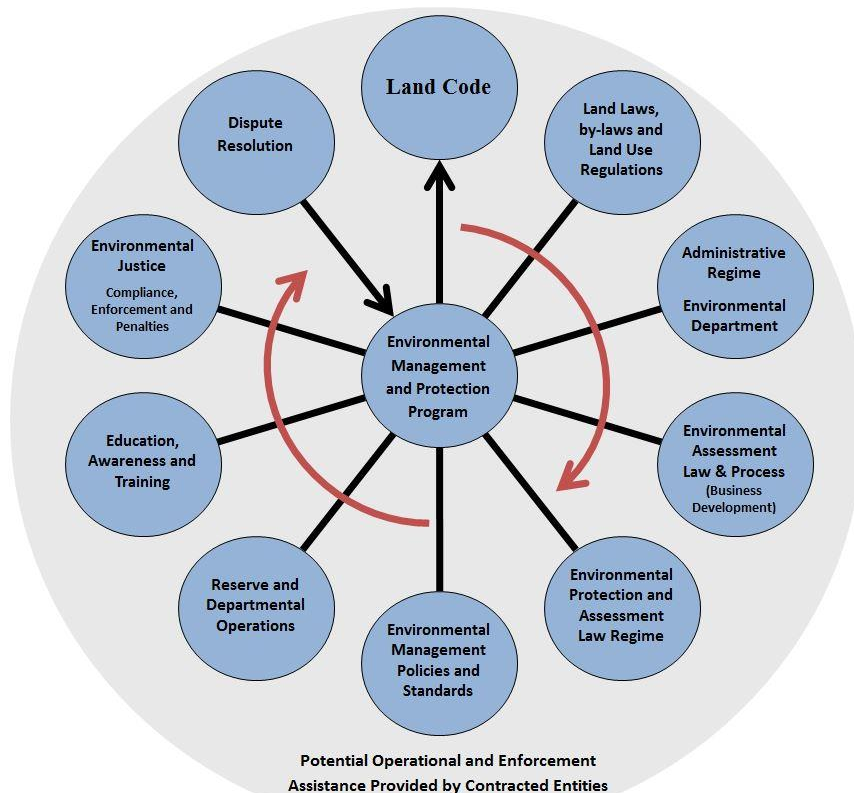 Land Code
Land Laws,
by-laws and
Land Use
Regulations
Administrative
Regime
Environmental
Department
Environmental
Assessment
Law & Process
(Business
Development)
Environmental
Protection and
Assessment
Law Regime
Environmental
Management
Policies and
Standards
Reserve and
Departmental
Operations
Education,
Awareness and
Training
Environmental
Justice
Compliance,
Enforcement and
Penalties
Dispute
Resolution
Environmental
Management
and Protection
Program
Potential Operational and Enforcement
Assistance Provided by Contracted Entities